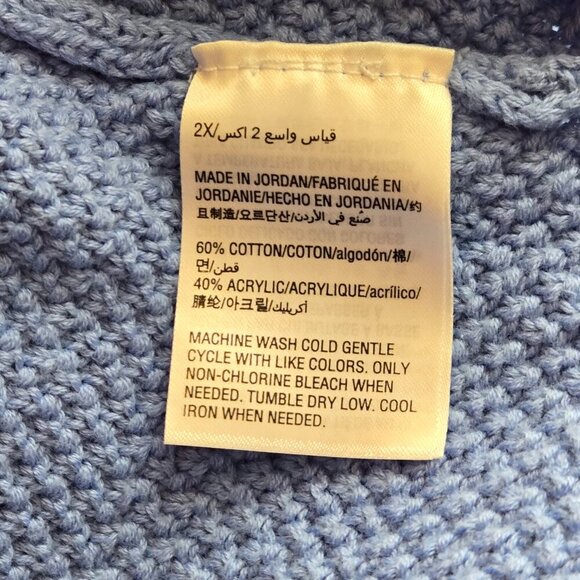 2X/قياس واسع 2 اكس
MADE IN JORDAN/FABRIQUÉ EN
JORDANIE/HECHO EN JORDANIA/约
旦制造/요르단산/صنع في الأردن
60% COTTON/COTON/algodón/棉/
면/قطن
40% ACRYLIC/ACRYLIQUE/acrílico/
腈纶/아크릴/أكريليك
MACHINE WASH COLD GENTLE
CYCLE WITH LIKE COLORS. ONLY
NON-CHLORINE BLEACH WHEN
NEEDED. TUMBLE DRY LOW. COOL
IRON WHEN NEEDED.